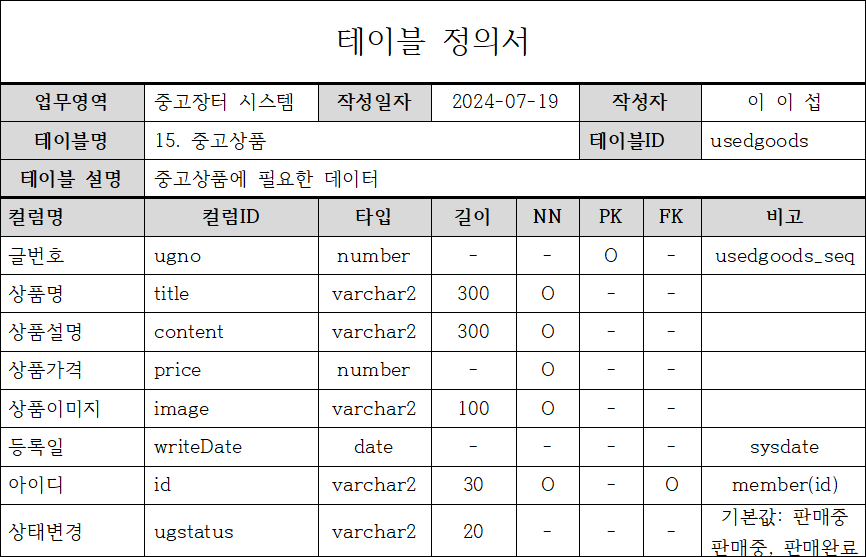 테이블 정의서
업무영역 중고장터 시스템 작성일자 2024-07-19 작성자 이 이 섭
테이블명 15. 중고상품 테이블ID usedgoods
테이블 설명 중고상품에 필요한 데이터
컬럼명 컬럼ID 타입 길이 NN PK FK 비고
글번호 ugno number - - O - usedgoods_seq
상품명 title varchar2 300 O - -
상품설명 content varchar2 300 O - -
상품가격 price number - O - -
상품이미지 image varchar2 100 O - -
등록일 writeDate date - - - - sysdate
아이디 id varchar2 30 O - O member(id)
상태변경 ugstatus varchar2 20 - - - 기본값: 판매중
판매중, 판매완료